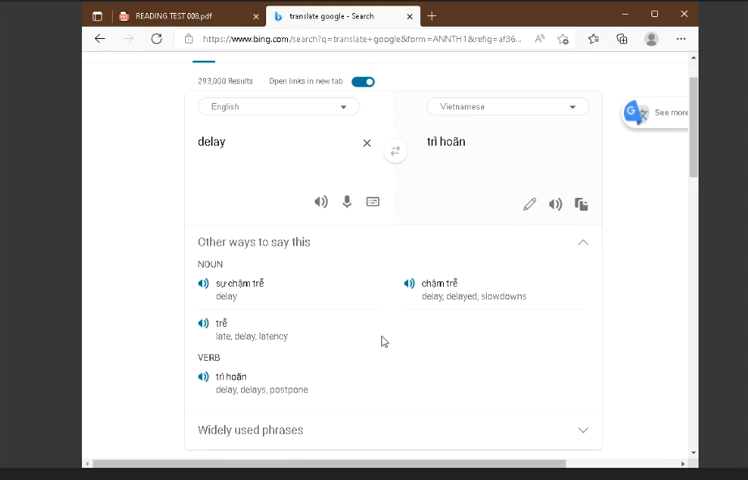 READING TEST 008.pdf
translate google - Search
https://www.bing.com/search?q=translate+google&form=ANNTH1&refig=af36...
293,000 Results
Open links in new tab
English
Vietnamese
See more
delay
trì hoãn
Other ways to say this
NOUN
sự chậm trễ
delay
chậm trễ
delay, delayed, slowdowns
trễ
late, delay, latency
VERB
trì hoãn
delay, delays, postpone
Widely used phrases